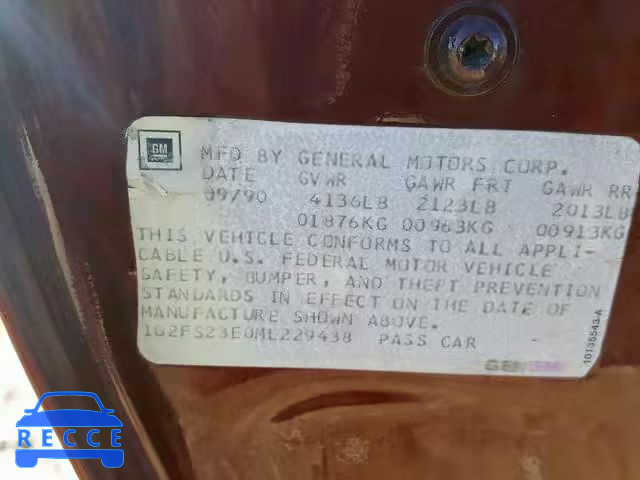 GM
MFD BY GENERAL MOTORS CORP.
DATE GVWR GAWR FRT GAWR RR
09/90 4136LB 2123LB 2013LB
01876KG 00963KG 00913KG
THIS VEHICLE CONFORMS TO ALL APPLI-
CABLE U.S. FEDERAL MOTOR VEHICLE
SAFETY, BUMPER, AND THEFT PREVENTION
STANDARDS IN EFFECT ON THE DATE OF
MANUFACTURE SHOWN ABOVE.
1G2FS23E0ML229438 PASS CAR
10135543-A
RECCE